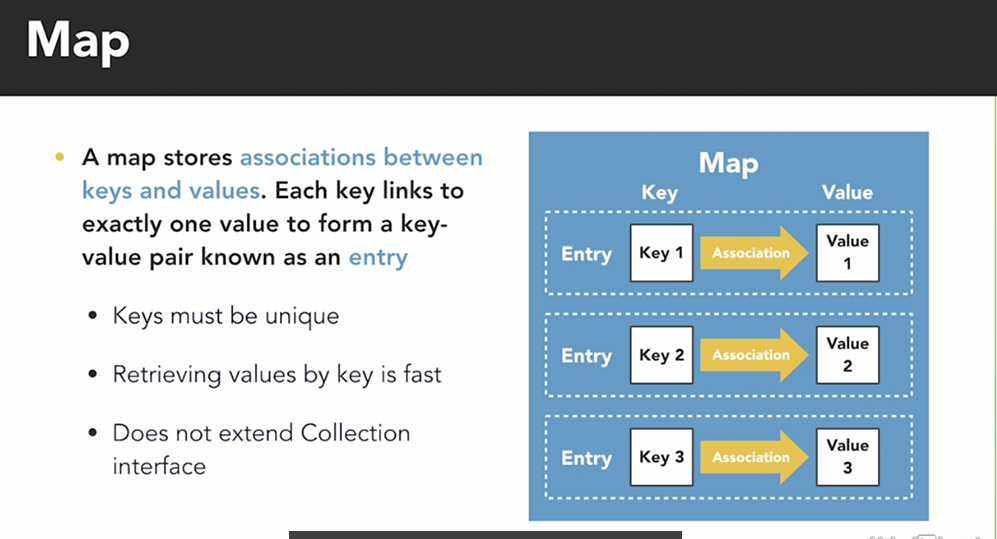 Map
A map stores associations between
keys and values. Each key links to
exactly one value to form a key-
value pair known as an entry
Keys must be unique
Retrieving values by key is fast
Does not extend Collection
interface
Map
Key Value
Entry Key 1 Association Value
1
Entry Key 2 Association Value
2
Entry Key 3 Association Value
3